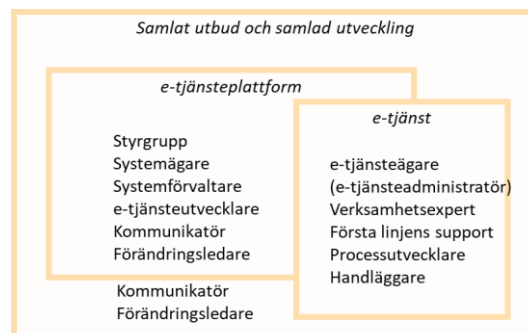 Samlat utbud och samlad utveckling
e-tjänsteplattform
Styrgrupp
Systemägare
Systemförvaltare
e-tjänsteutvecklare
Kommunikatör
Förändringsledare
e-tjänst
e-tjänsteägare
(e-tjänsteadministratör)
Verksamhetsexpert
Första linjens support
Processutvecklare
Handläggare
Kommunikatör
Förändringsledare